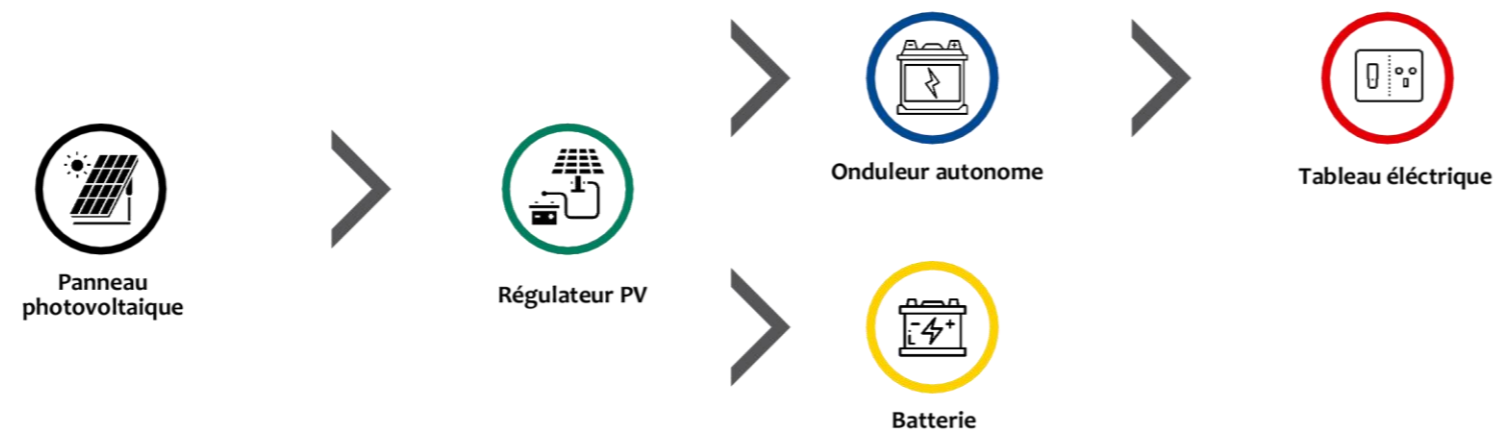 Onduleur autonome
Tableau éléctrique
Panneau
photovoltaique
Régulateur PV
Batterie